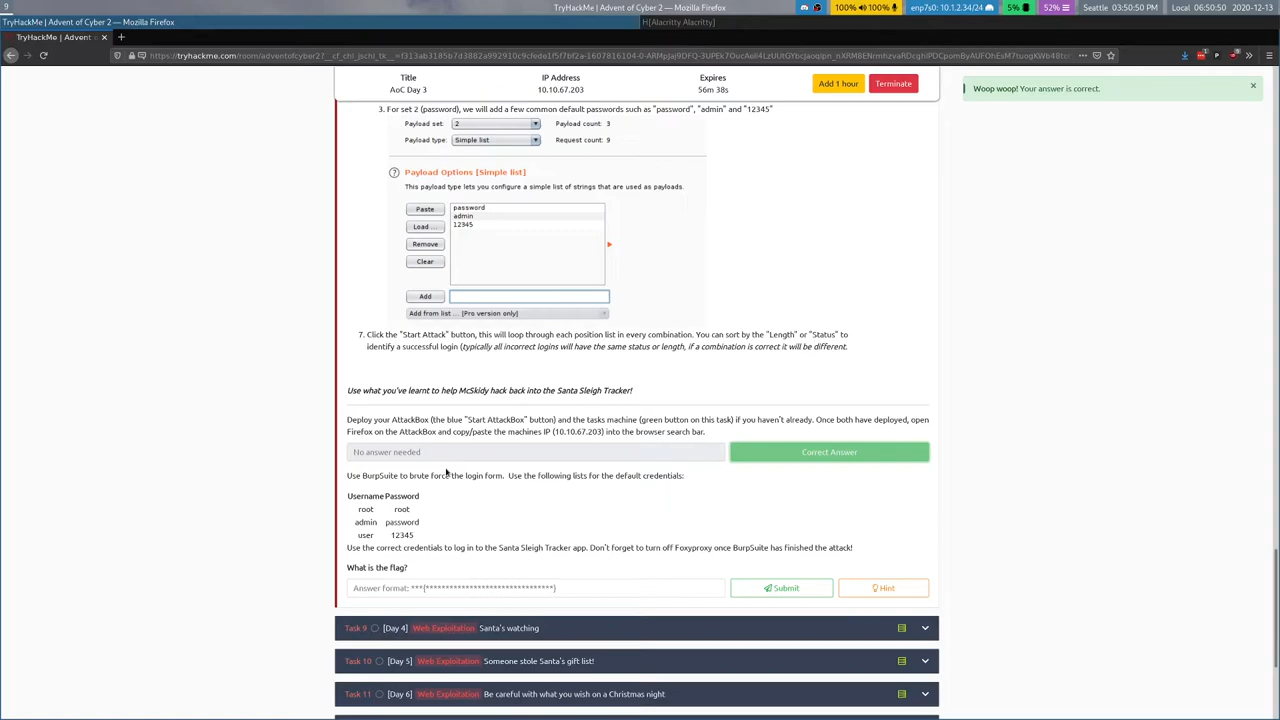 9
TryHackMe | Advent of Cyber 2 — Mozilla Firefox
100% 100%
enp7s0: 10.1.2.34/24
5%
52%
Seattle 03:50:50 PM
Local 06:50:50
2020-12-13
TryHackMe | Advent of Cyber 2 — Mozilla Firefox
H[Alacritty Alacritty]
TryHackMe | Advent o
Title
IP Address
Expires
AoC Day 3
10.10.67.203
56m 38s
Add 1 hour
Terminate
Woop woop! Your answer is correct.
3. For set 2 (password), we will add a few common default passwords such as "password", "admin" and "12345"
Payload set: 2 Payload count: 3
Payload type: Simple list Request count: 9
? Payload Options [Simple list]
This payload type lets you configure a simple list of strings that are used as payloads.
Paste
Load ...
Remove
Clear
password
admin
12345
Add
Add from list ... [Pro version only]
7. Click the "Start Attack" button, this will loop through each position list in every combination. You can sort by the "Length" or "Status" to
identify a successful login (typically all incorrect logins will have the same status or length, if a combination is correct it will be different.
Use what you've learnt to help McSkidy hack back into the Santa Sleigh Tracker!
Deploy your AttackBox (the blue "Start AttackBox" button) and the tasks machine (green button on this task) if you haven't already. Once both have deployed, open
Firefox on the AttackBox and copy/paste the machines IP (10.10.67.203) into the browser search bar.
No answer needed
Correct Answer
Use BurpSuite to brute force the login form. Use the following lists for the default credentials:
Username Password
root root
admin password
user 12345
Use the correct credentials to log in to the Santa Sleigh Tracker app. Don't forget to turn off Foxyproxy once BurpSuite has finished the attack!
What is the flag?
Answer format: ***{********************************}
Submit
Hint
Task 9 [Day 4] Web Exploitation Santa's watching
Task 10 [Day 5] Web Exploitation Someone stole Santa's gift list!
Task 11 [Day 6] Web Exploitation Be careful with what you wish on a Christmas night